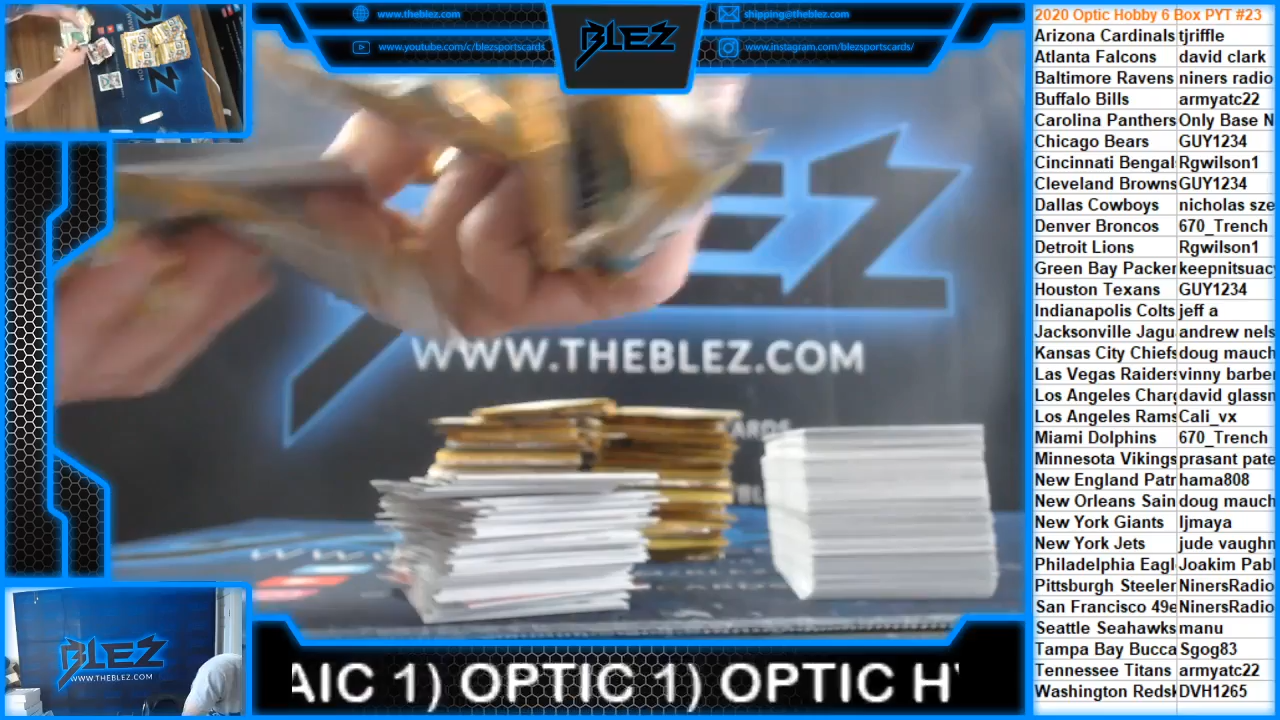 www.theblez.com
www.youtube.com/c/blezsportscards
BLEZ
shipping@theblez.com
www.instagram.com/blezsportscards/
WWW.THEBLEZ.COM
BLEZ
WWW.THEBLEZ.COM
AIC 1) OPTIC 1) OPTIC H
2020 Optic Hobby 6 Box PYT #23
Arizona Cardinals tjriffle
Atlanta Falcons david clark
Baltimore Ravens niners radio
Buffalo Bills armyatc22
Carolina Panthers Only Base N
Chicago Bears GUY1234
Cincinnati Bengal Rgwilson1
Cleveland Browns GUY1234
Dallas Cowboys nicholas sze
Denver Broncos 670_Trench
Detroit Lions Rgwilson1
Green Bay Packer keepnitsuac
Houston Texans GUY1234
Indianapolis Colts jeff a
Jacksonville Jagu andrew nels
Kansas City Chiefs doug mauch
Las Vegas Raiders vinny barber
Los Angeles Charg david glassn
Los Angeles Rams Cali_vx
Miami Dolphins 670_Trench
Minnesota Vikings prasant pate
New England Patr hama808
New Orleans Sain doug mauch
New York Giants ljmaya
New York Jets jude vaughn
Philadelphia Eagl Joakim Pabl
Pittsburgh Steeler NinersRadio
San Francisco 49e NinersRadio
Seattle Seahawks manu
Tampa Bay Bucca Sgog83
Tennessee Titans armyatc22
Washington Redsk DVH1265